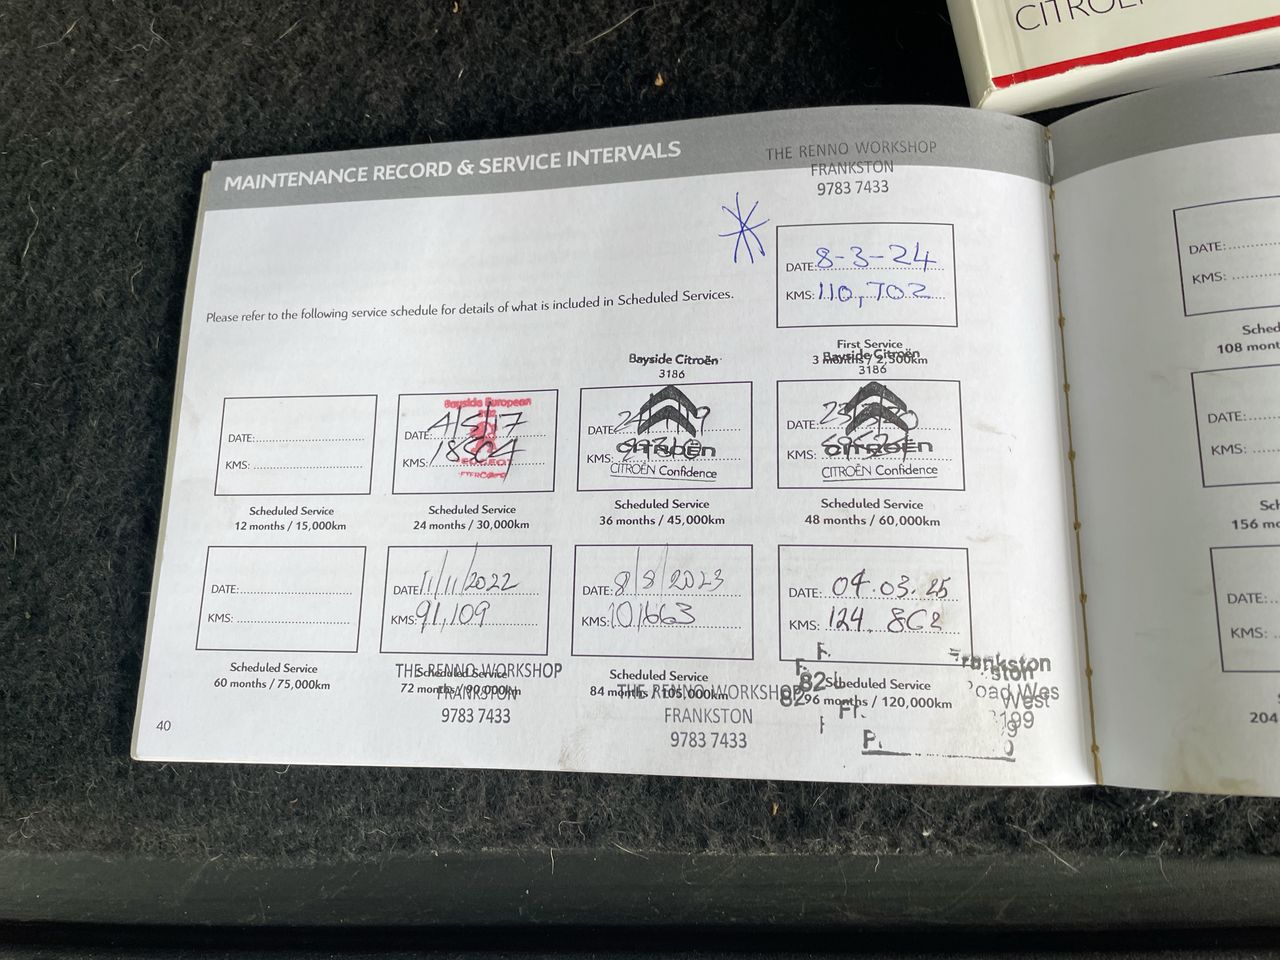 MAINTENANCE RECORD & SERVICE INTERVALS
THE RENNO WORKSHOP
FRANKSTON
9783 7433
DATE: 8-3-24
KMS: 110,702
Please refer to the following service schedule for details of what is included in Scheduled Services.
First Service
3 months / 2,500km
Bayside Citroën
3186
Bayside Citroën
3186
DATE:
KMS:
Bayside European
DATE: 4/5/17
KMS:
PEUGEOT
DATE:
KMS:
CITROËN
CITROËN Confidence
DATE:
KMS:
CITROËN
CITROËN Confidence
Scheduled Service
12 months / 15,000km
Scheduled Service
24 months / 30,000km
Scheduled Service
36 months / 45,000km
Scheduled Service
48 months / 60,000km
DATE:
KMS:
DATE: 11/11/2022
KMS: 91,109
DATE: 8/8/2023
KMS: 101663
DATE: 04.03.25
KMS: 124.862
Scheduled Service
60 months / 75,000km
Scheduled Service
72 months / 90,000km
THE RENNO WORKSHOP
FRANKSTON
9783 7433
Scheduled Service
84 months / 105,000km
THE RENNO WORKSHOP
FRANKSTON
9783 7433
Scheduled Service
96 months / 120,000km
Frankston
West
40
DATE:
KMS:
108
DATE:
KMS:
156
DATE:
KMS:
204